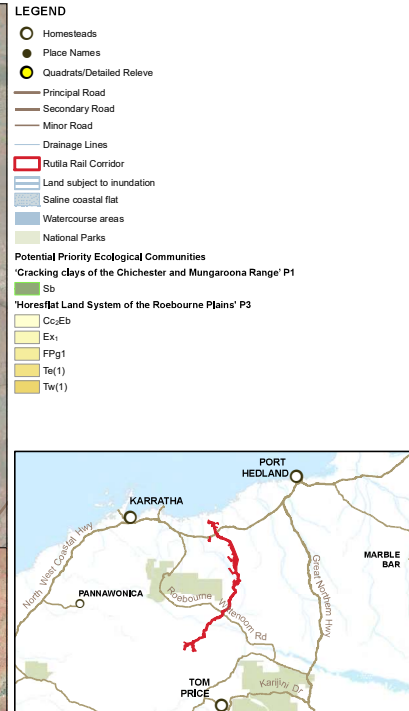 LEGEND
Homesteads
Place Names
Quadrats/Detailed Releve
Principal Road
Secondary Road
Minor Road
Drainage Lines
Rutila Rail Corridor
Land subject to inundation
Saline coastal flat
Watercourse areas
National Parks
Potential Priority Ecological Communities
'Cracking clays of the Chichester and Mungaroona Range' P1
Sb
'Horesflat Land System of the Roebourne Plains' P3
Cc₂Eb
Ex₁
FPg1
Te(1)
Tw(1)
PORT
HEDLAND
KARRATHA
North West Coastal Hwy
MARBLE
BAR
Great Northern Hwy
PANNAWONICA
Roebourne Wittenoom Rd
TOM
PRICE
Karijini Dr